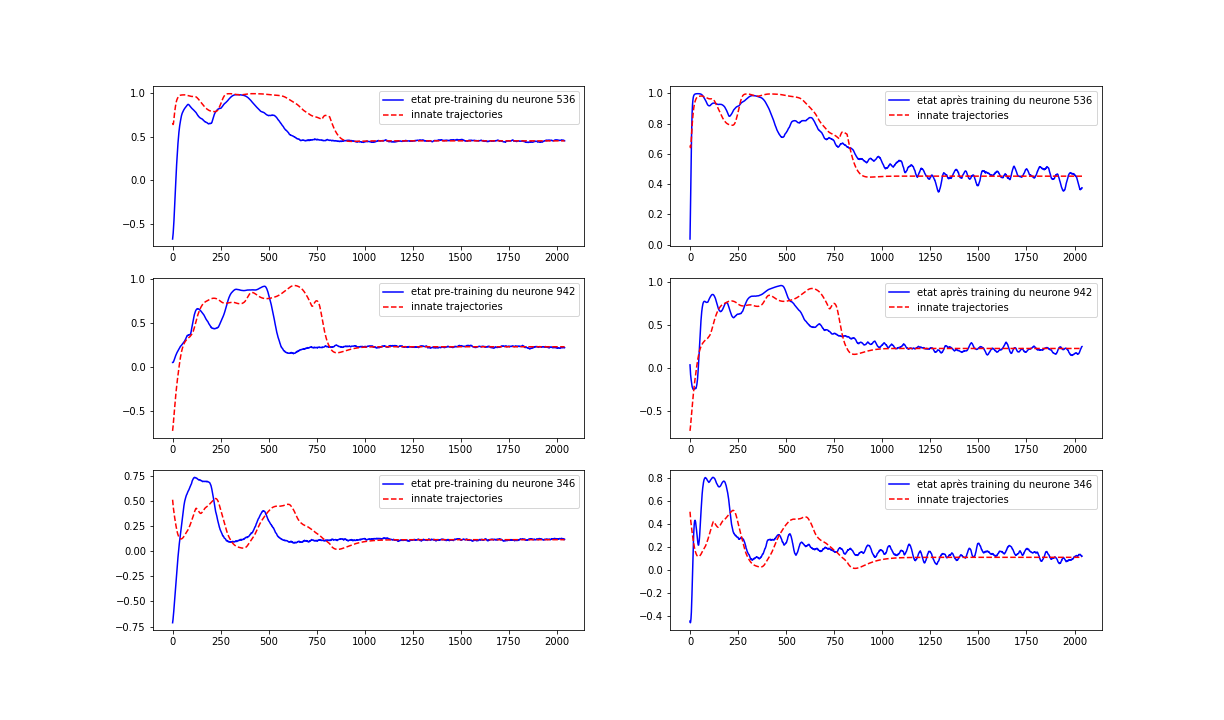 etat pre-training du neurone 536
innate trajectories
1.0
0.5
0.0
−0.5
0 250 500 750 1000 1250 1500 1750 2000
etat après training du neurone 536
innate trajectories
1.0
0.8
0.6
0.4
0.2
0.0
0 250 500 750 1000 1250 1500 1750 2000
etat pre-training du neurone 942
innate trajectories
1.0
0.5
0.0
−0.5
0 250 500 750 1000 1250 1500 1750 2000
etat après training du neurone 942
innate trajectories
1.0
0.5
0.0
−0.5
0 250 500 750 1000 1250 1500 1750 2000
etat pre-training du neurone 346
innate trajectories
0.75
0.50
0.25
0.00
−0.25
−0.50
−0.75
0 250 500 750 1000 1250 1500 1750 2000
etat après training du neurone 346
innate trajectories
0.8
0.6
0.4
0.2
0.0
−0.2
−0.4
0 250 500 750 1000 1250 1500 1750 2000